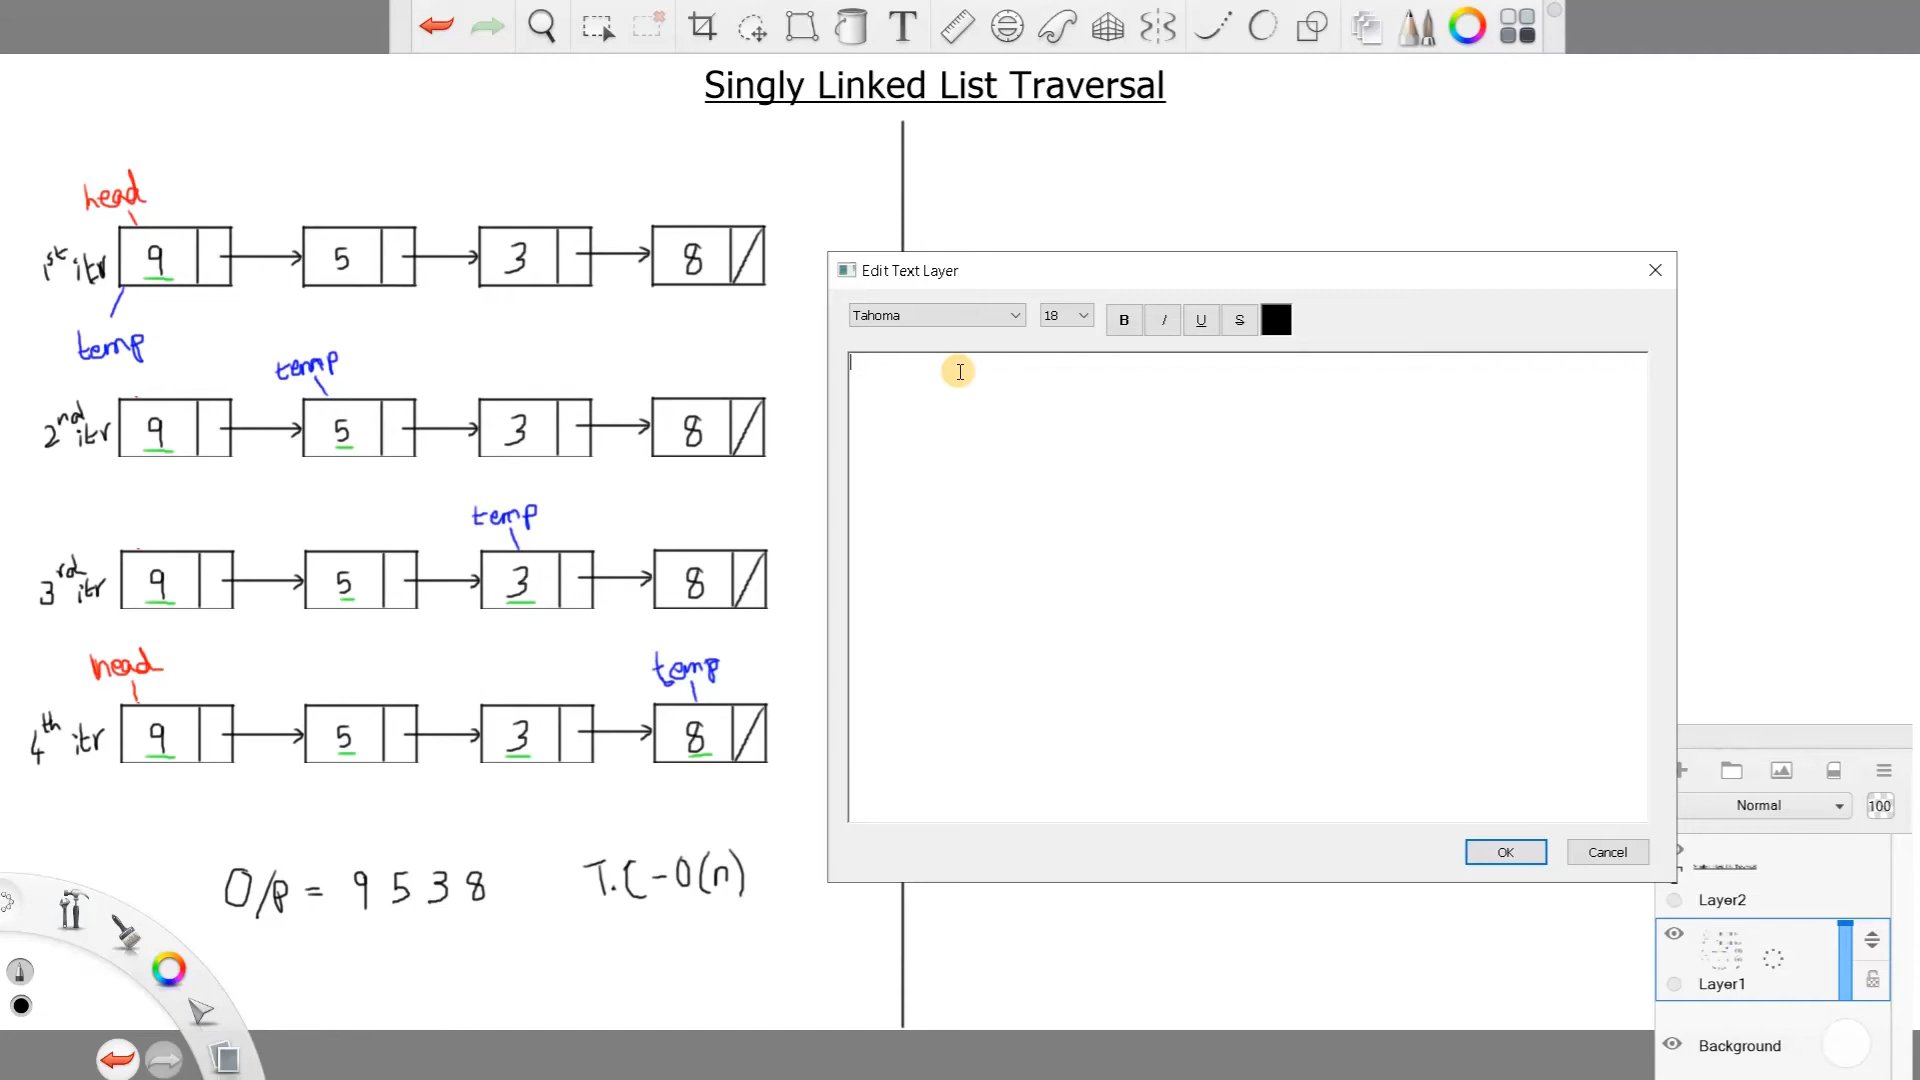 Singly Linked List Traversal
head
1st itr 9 5 3 8
temp
temp
2nd itr 9 5 3 8
temp
3rd itr 9 5 3 8
head
temp
4th itr 9 5 3 8
O/P = 9 5 3 8
T.C - O(n)
Edit Text Layer
Tahoma
18
B
I
U
S
OK
Cancel
Normal
100
Layer2
Layer1
Background
T